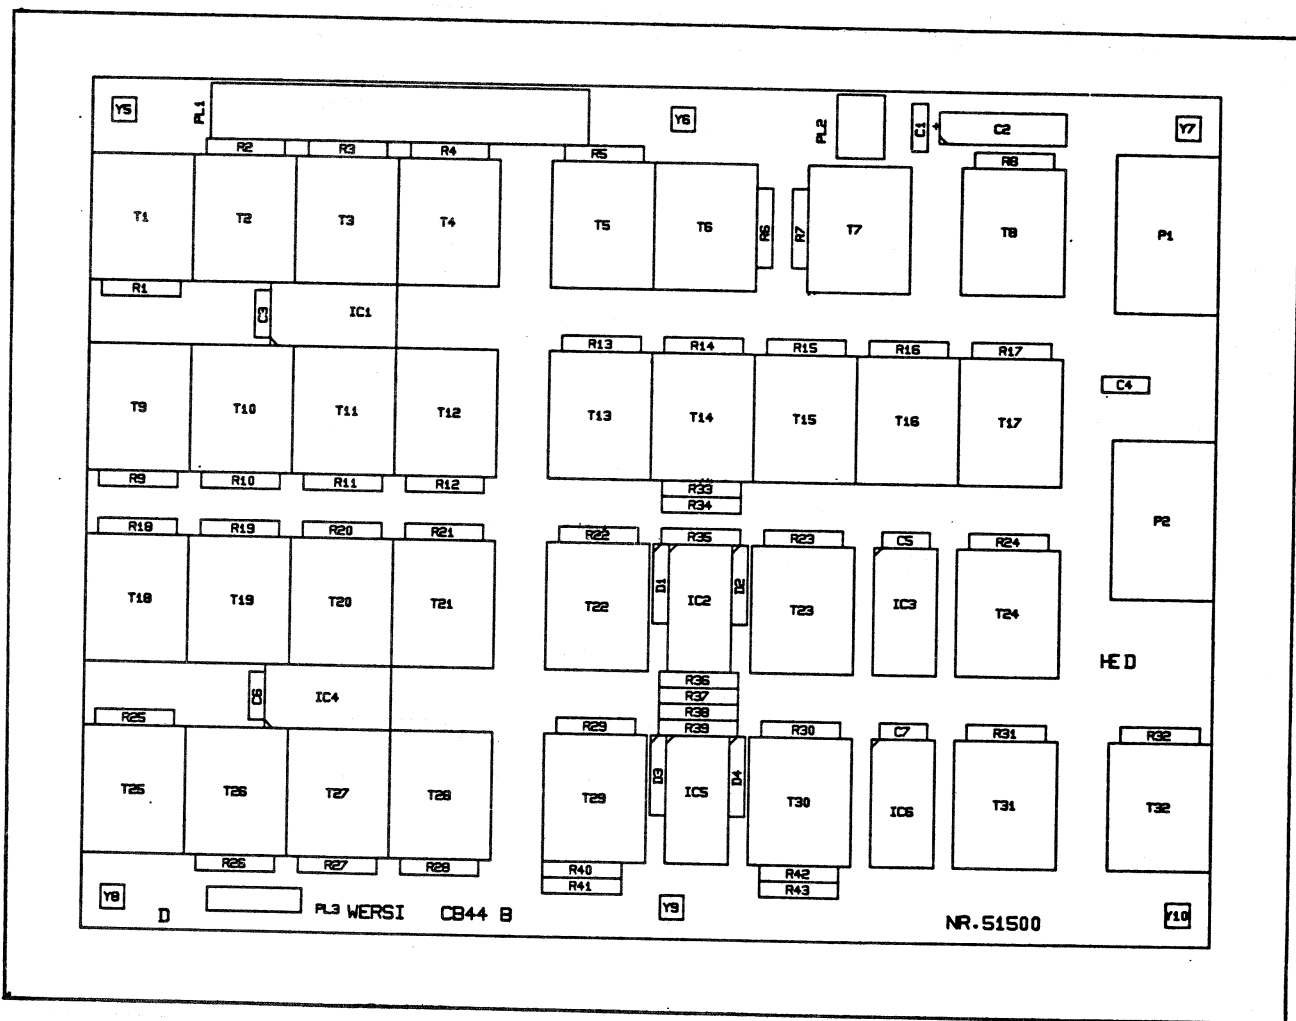 Y5 PL1 Y6 PL2 C1 + C2 Y7
R2 R3 R4 R5 R8
T1 T2 T3 T4 T5 T6 R6 R7 T7 T8 P1
R1
C3 IC1
R13 R14 R15 R16 R17
C4
T9 T10 T11 T12 T13 T14 T15 T16 T17
R9 R10 R11 R12 R33
R34
R18 R19 R20 R21 R22 R35 R23 C5 R24 P2
T18 T19 T20 T21 T22 D1 IC2 D2 T23 IC3 T24
HED
C6 IC4 R36
R37
R38
R25 R29 R39 R30 C7 R31 R32
T25 T26 T27 T28 T29 D3 IC5 D4 T30 IC6 T31 T32
R26 R27 R28 R40 R42
R41 R43
Y8 D PL3 WERSI CB44 B Y9 NR.51500 Y10